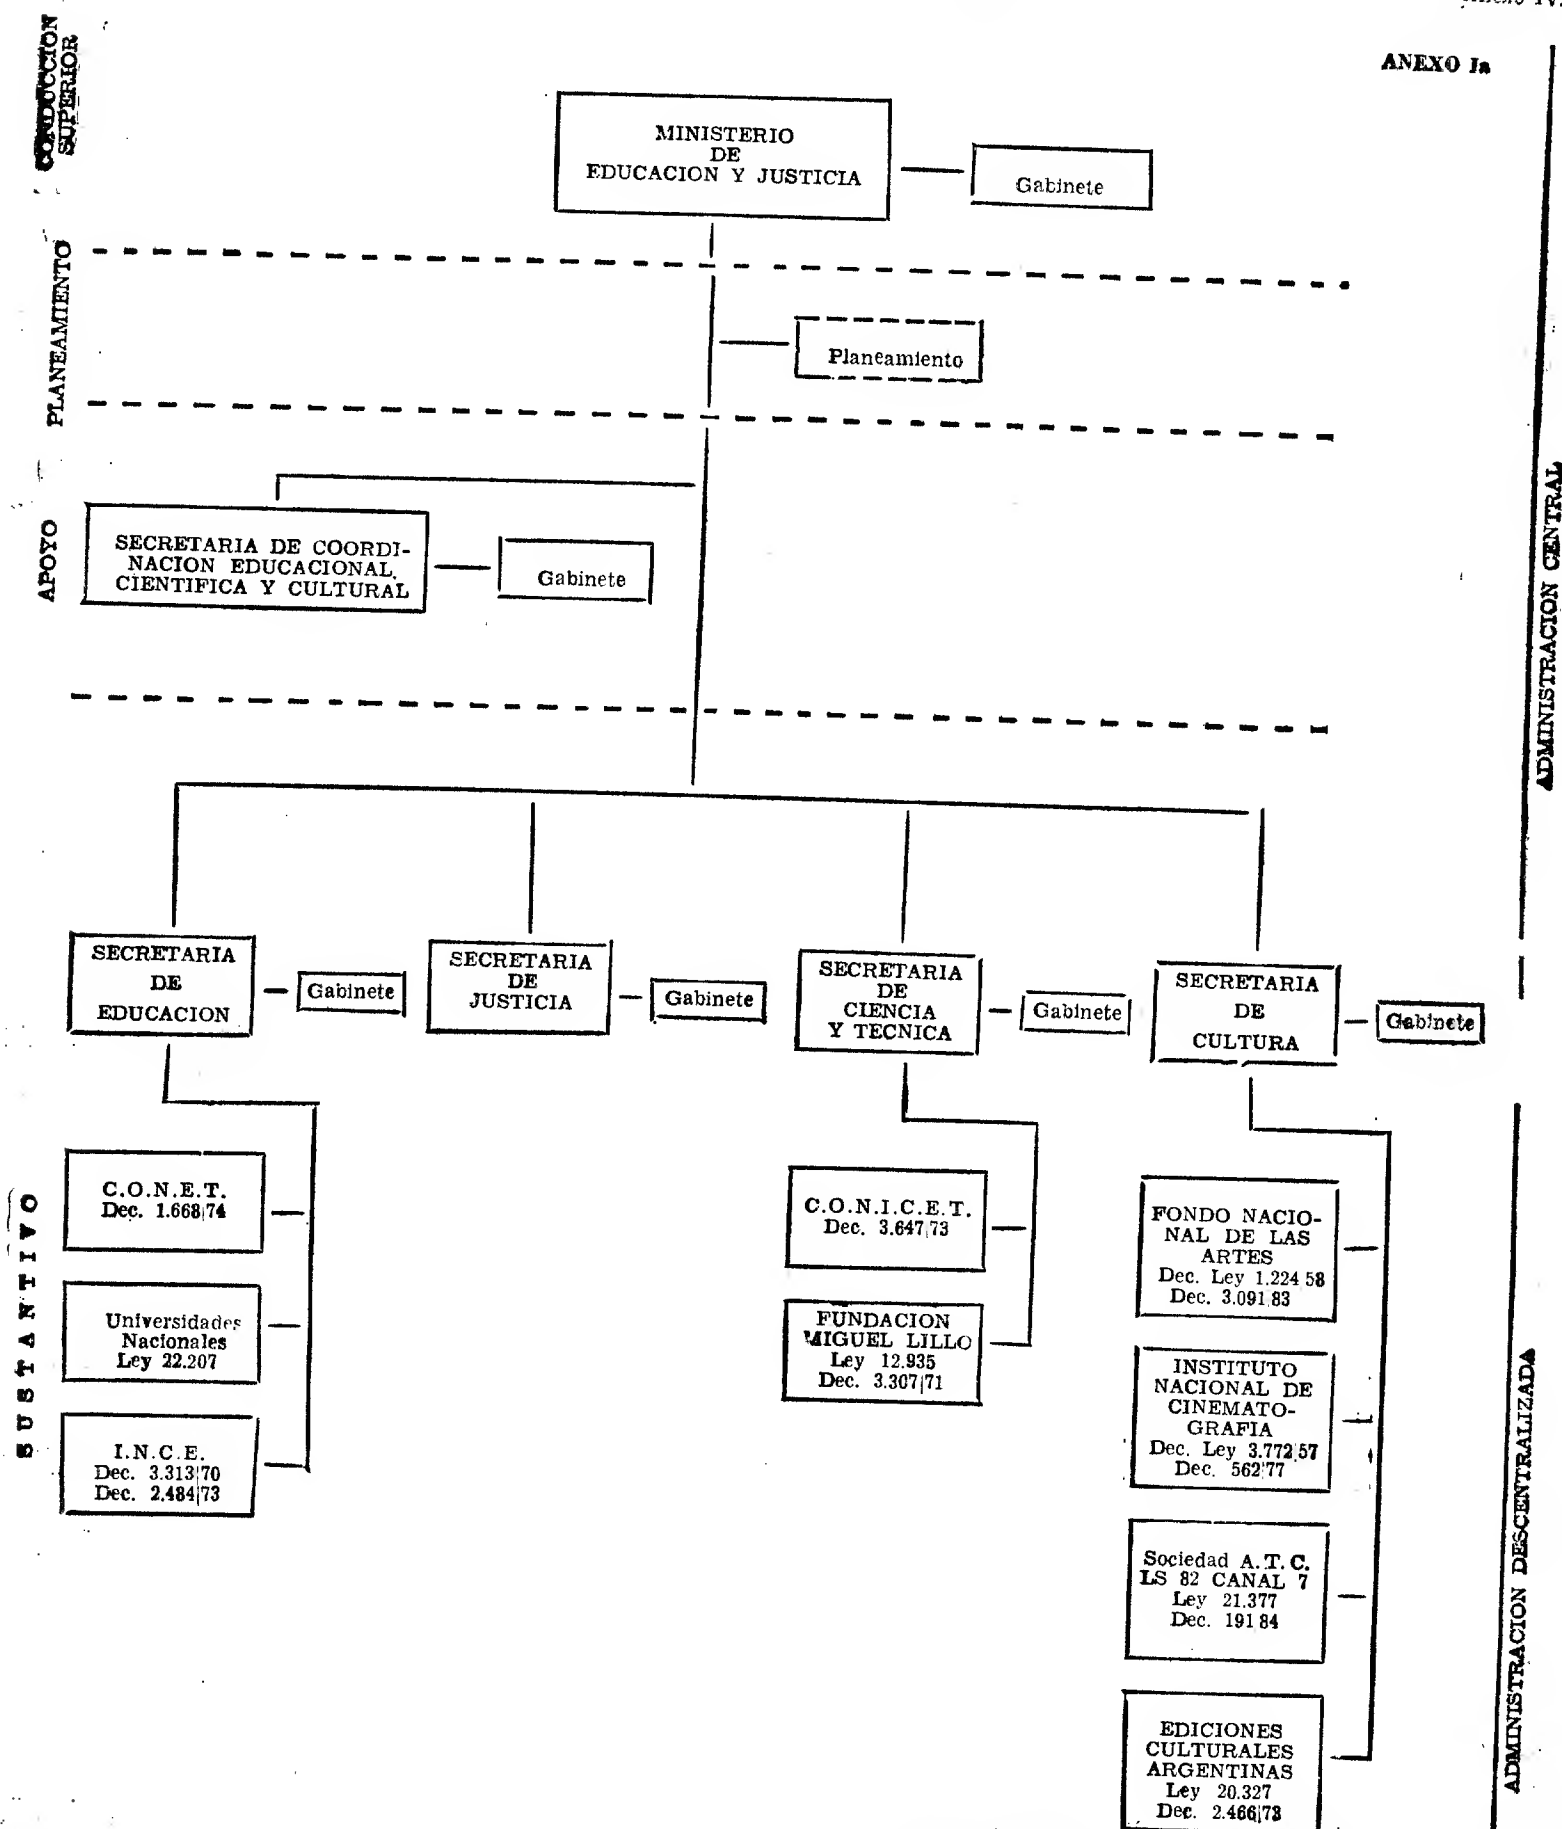 ANEXO Ia
CONDUCCION
SUPERIOR
MINISTERIO
DE
EDUCACION Y JUSTICIA
Gabinete
PLANEAMIENTO
Planeamiento
APOYO
SECRETARIA DE COORDI-
NACION EDUCACIONAL,
CIENTIFICA Y CULTURAL
Gabinete
ADMINISTRACION CENTRAL
SECRETARIA
DE
EDUCACION
Gabinete
SECRETARIA
DE
JUSTICIA
Gabinete
SECRETARIA
DE
CIENCIA
Y TECNICA
Gabinete
SECRETARIA
DE
CULTURA
Gabinete
SUSTANTIVO
C.O.N.E.T.
Dec. 1.668|74
Universidades
Nacionales
Ley 22.207
I.N.C.E.
Dec. 3.313|70
Dec. 2.484|73
C.O.N.I.C.E.T.
Dec. 3.647|73
FUNDACION
MIGUEL LILLO
Ley 12.935
Dec. 3.307|71
FONDO NACIO-
NAL DE LAS
ARTES
Dec. Ley 1.224 58
Dec. 3.091|83
INSTITUTO
NACIONAL DE
CINEMATO-
GRAFIA
Dec. Ley 3.772|57
Dec. 562|77
Sociedad A.T.C.
LS 82 CANAL 7
Ley 21.377
Dec. 191 84
EDICIONES
CULTURALES
ARGENTINAS
Ley 20.327
Dec. 2.466|73
ADMINISTRACION DESCENTRALIZADA